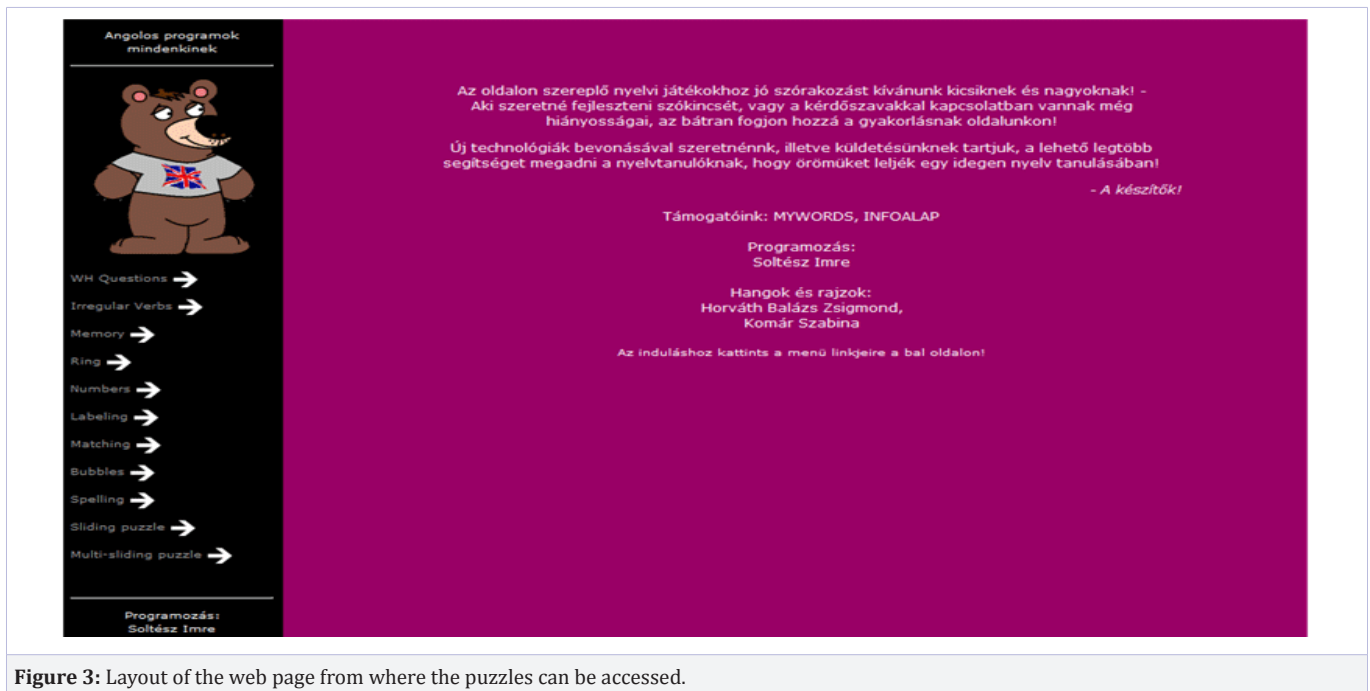 Angolos programok
mindenkinek
WH Questions
Irregular Verbs
Memory
Ring
Numbers
Labeling
Matching
Bubbles
Spelling
Sliding puzzle
Multi-sliding puzzle
Programozás:
Soltész Imre
Az oldalon szereplő nyelvi játékokhoz jó szórakozást kívánunk kicsiknek és nagyoknak! -
Aki szeretné fejleszteni szókincsét, vagy a kérdőszavakkal kapcsolatban vannak még
hiányosságai, az bátran fogjon hozzá a gyakorlásnak oldalunkon!
Új technológiák bevonásával szeretnénnk, illetve küldetésünknek tartjuk, a lehető legtöbb
segítséget megadni a nyelvtanulóknak, hogy örömüket leljék egy idegen nyelv tanulásában!
- A készítők!
Támogatóink: MYWORDS, INFOALAP
Programozás:
Soltész Imre
Hangok és rajzok:
Horváth Balázs Zsigmond,
Komár Szabina
Az induláshoz kattints a menü linkjeire a bal oldalon!
Figure 3: Layout of the web page from where the puzzles can be accessed.